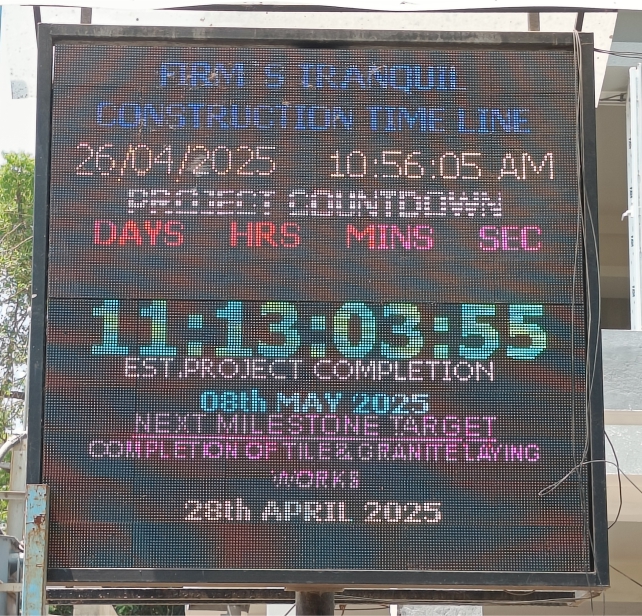 FIRM'S TRANQUIL
CONSTRUCTION TIME LINE
26/04/2025 10:56:05 AM
PROJECT COUNTDOWN
DAYS HRS MINS SEC
11:13:03:55
EST.PROJECT COMPLETION
08th MAY 2025
NEXT MILESTONE TARGET
COMPLETION OF TILE & GRANITE LAYING
WORKS
28th APRIL 2025